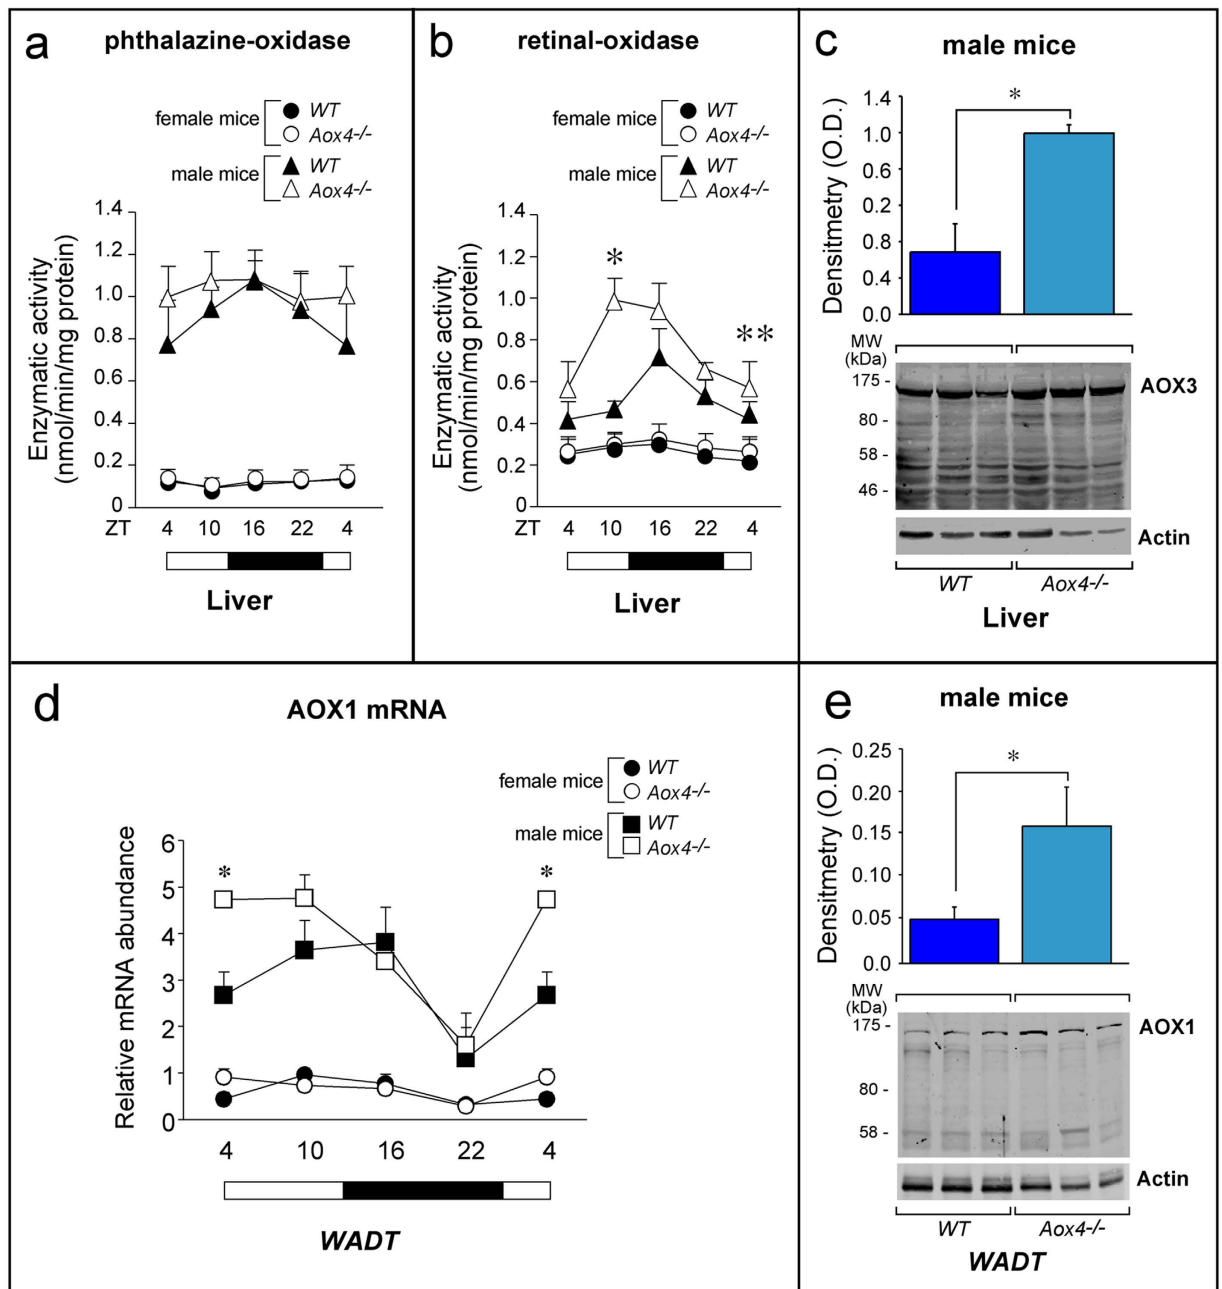 a
phthalazine-oxidase
female mice
WT
Aox4-/-
male mice
WT
Aox4-/-
Enzymatic activity
(nmol/min/mg protein)
1.4
1.2
1.0
0.8
0.6
0.4
0.2
0
ZT 4 10 16 22 4
Liver
b
retinal-oxidase
female mice
WT
Aox4-/-
male mice
WT
Aox4-/-
Enzymatic activity
(nmol/min/mg protein)
1.4
1.2
1.0
0.8
0.6
0.4
0.2
0
*
**
ZT 4 10 16 22 4
Liver
c
male mice
Densitmetry (O.D.)
1.4
1.0
0.6
0.2
0.8
0.4
0.0
*
MW
(kDa)
175 -
80 -
58 -
46 -
AOX3
Actin
WT Aox4-/-
Liver
d
AOX1 mRNA
female mice
WT
Aox4-/-
male mice
WT
Aox4-/-
Relative mRNA abundance
6
5
4
3
2
1
0
* *
4 10 16 22 4
WADT
e
male mice
Densitmetry (O.D.)
0.25
0.20
0.15
0.10
0.05
0.0
*
MW
(kDa)
175 -
80 -
58 -
AOX1
Actin
WT Aox4-/-
WADT